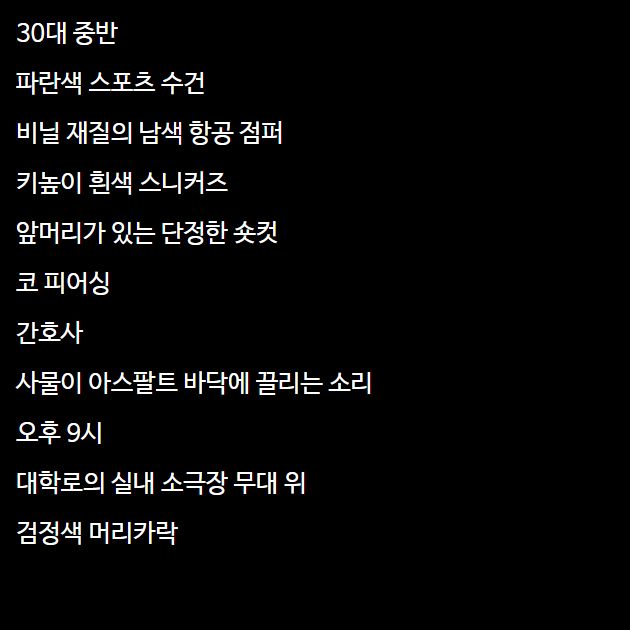 30대 중반
파란색 스포츠 수건
비닐 재질의 남색 항공 점퍼
키높이 흰색 스니커즈
앞머리가 있는 단정한 숏컷
코 피어싱
간호사
사물이 아스팔트 바닥에 끌리는 소리
오후 9시
대학로의 실내 소극장 무대 위
검정색 머리카락